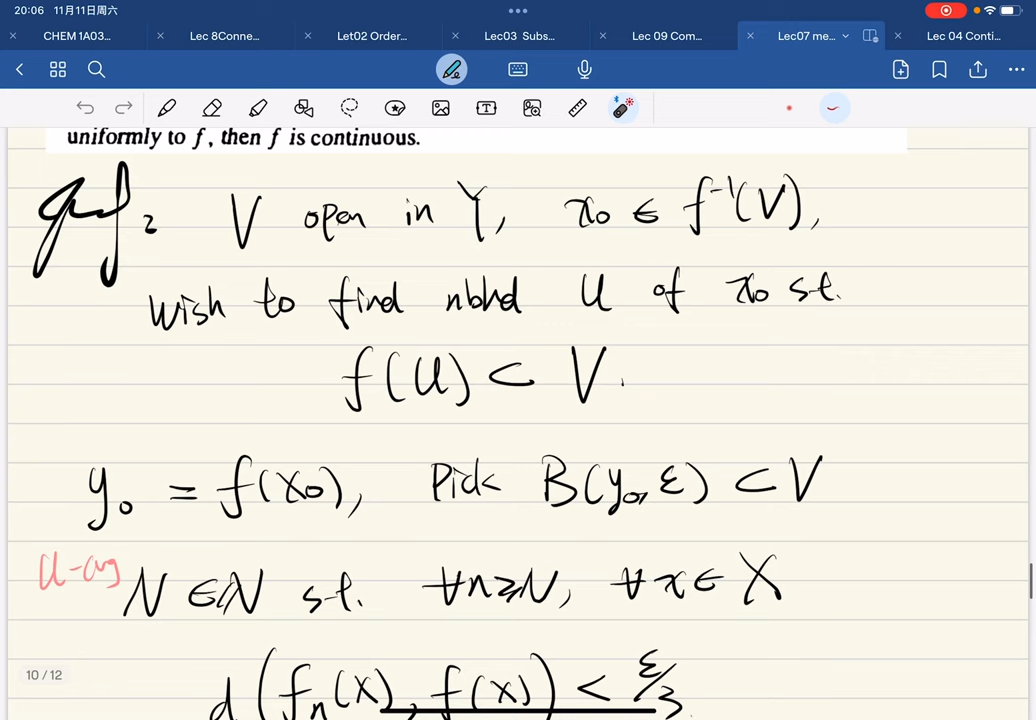 20:06 11月11日周六
CHEM 1A03... Lec 8Conne... Let02 Order... Lec03 Subs... Lec 09 Com... Lec07 me... Lec 04 Conti...
uniformly to f, then f is continuous.
V open in Y, x₀ ∈ f⁻¹(V),
wish to find nbhd U of x₀ s.t.
f(U) ⊂ V.
y₀ = f(x₀), Pick B(y₀, ε) ⊂ V
N ∈ ℕ s.t. ∀n≥N, ∀x ∈ X
d(fₙ(x), f(x)) < ε/3
10 / 12